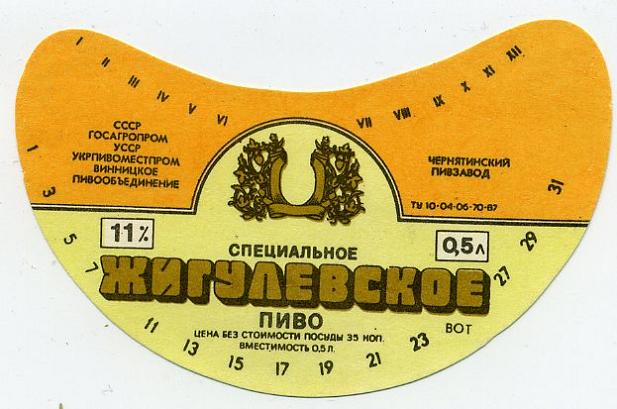 I II III IV V VI VII VIII IX X XI XII
СССР
ГОСАГРОПРОМ
УССР
УКРПИВОМЕСТПРОМ
ВИННИЦКОЕ
ПИВООБЪЕДИНЕНИЕ
ЧЕРНЯТИНСКИЙ
ПИВЗАВОД
ТУ 10-04-06-70-87
11%
0,5л
СПЕЦИАЛЬНОЕ
ЖИГУЛЕВСКОЕ
ПИВО
ЦЕНА БЕЗ СТОИМОСТИ ПОСУДЫ 35 КОП.
ВМЕСТИМОСТЬ 0,5 Л.
ВОТ
1 3 5 7 11 13 15 17 19 21 23 27 29 31